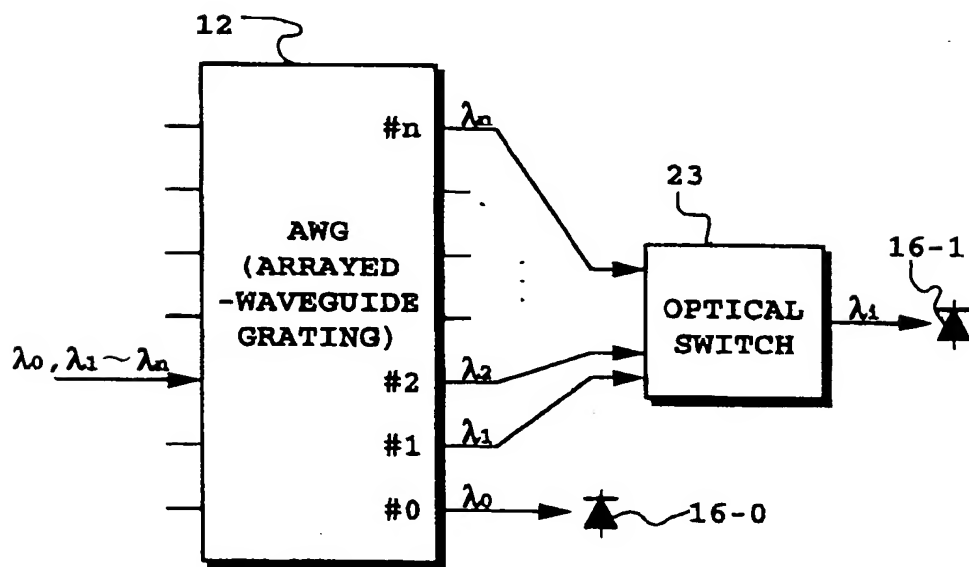 12
#n
λn
23
AWG
(ARRAYED
-WAVEGUIDE
GRATING)
16-1
OPTICAL
SWITCH
λi
λ0, λ1~λn
#2
λ2
#1
λ1
#0
λ0
16-0